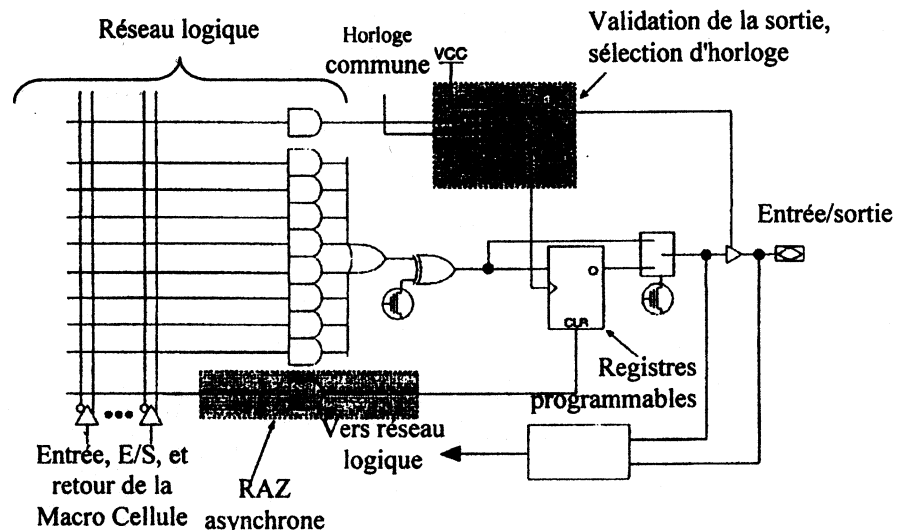 Réseau logique
Horloge
commune
VCC
Validation de la sortie,
sélection d'horloge
Entrée/sortie
Q
CLR
Registres
programmables
Vers réseau
logique
Entrée, E/S, et
retour de la
Macro Cellule
RAZ
asynchrone